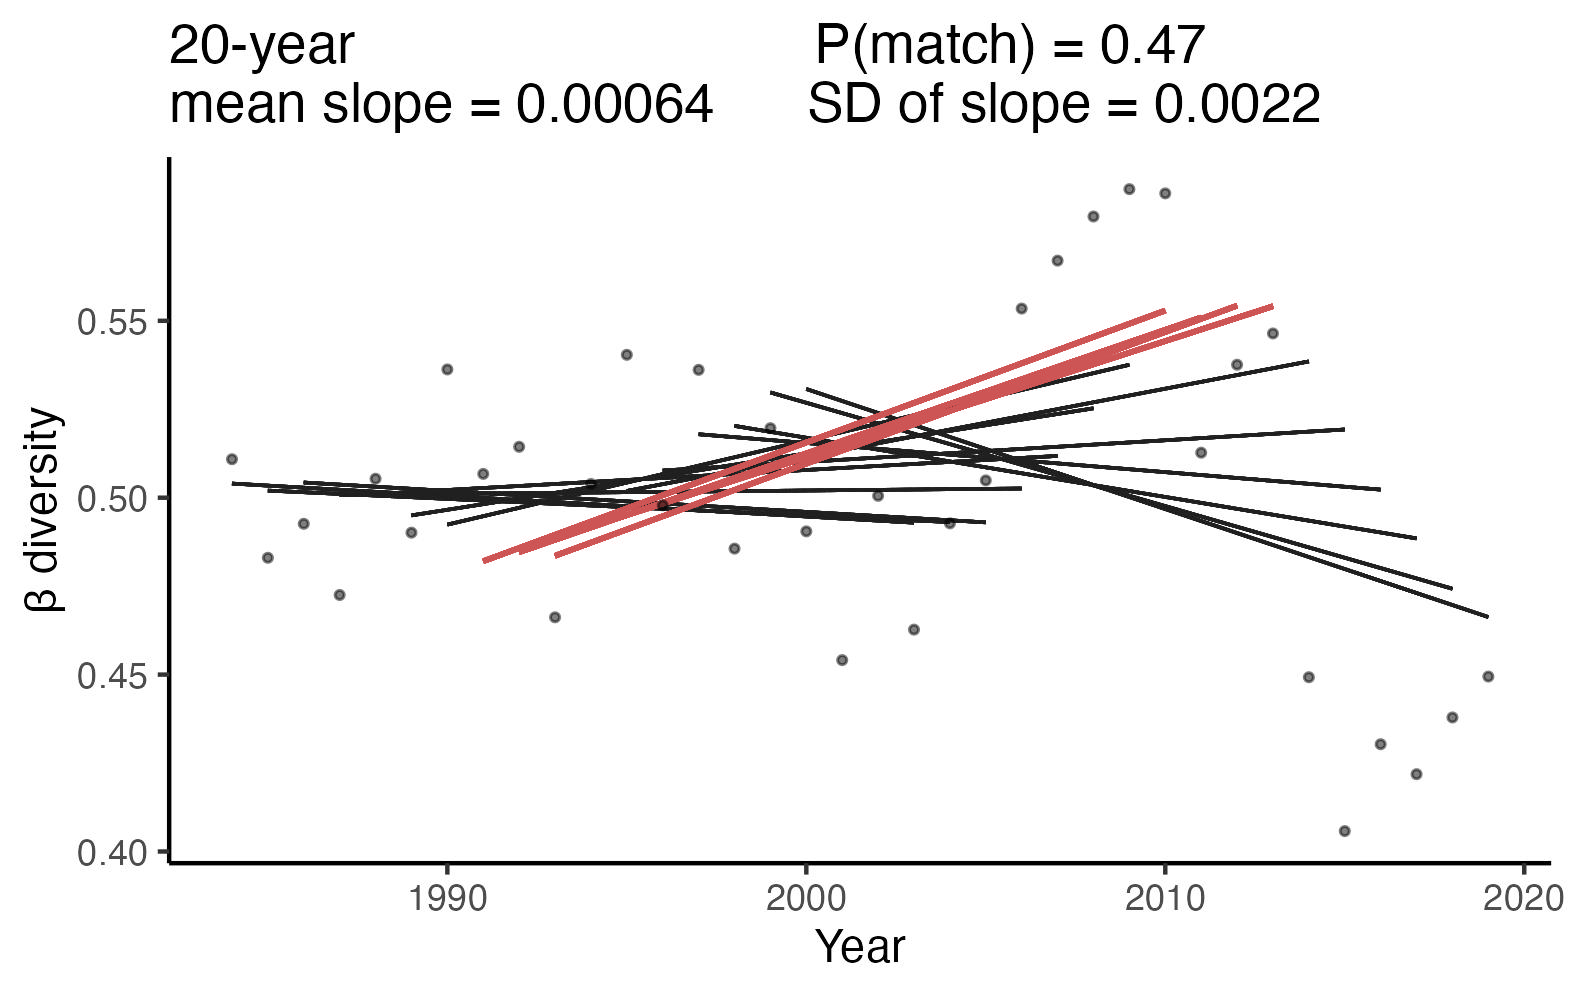 20-year P(match) = 0.47
mean slope = 0.00064 SD of slope = 0.0022
β diversity
0.55
0.50
0.45
0.40
1990 2000 2010 2020
Year